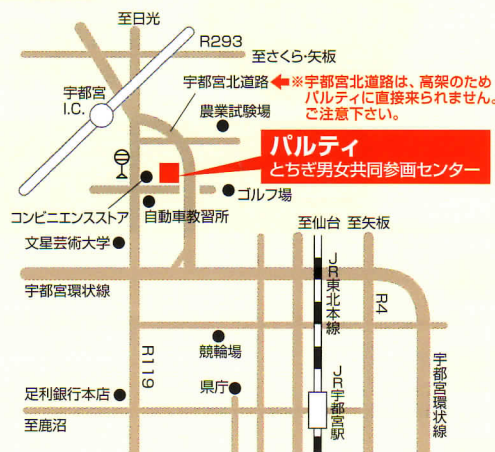 至日光
R293
至さくら・矢板
宇都宮
I.C.
宇都宮北道路
※宇都宮北道路は、高架のため
パルティに直接来られません。
ご注意下さい。
農業試験場
パルティ
とちぎ男女共同参画センター
ゴルフ場
コンビニエンスストア
自動車教習所
文星芸術大学
至仙台
至矢板
宇都宮環状線
JR東北本線
R4
競輪場
R119
宇都宮環状線
県庁
足利銀行本店
JR宇都宮駅
至鹿沼